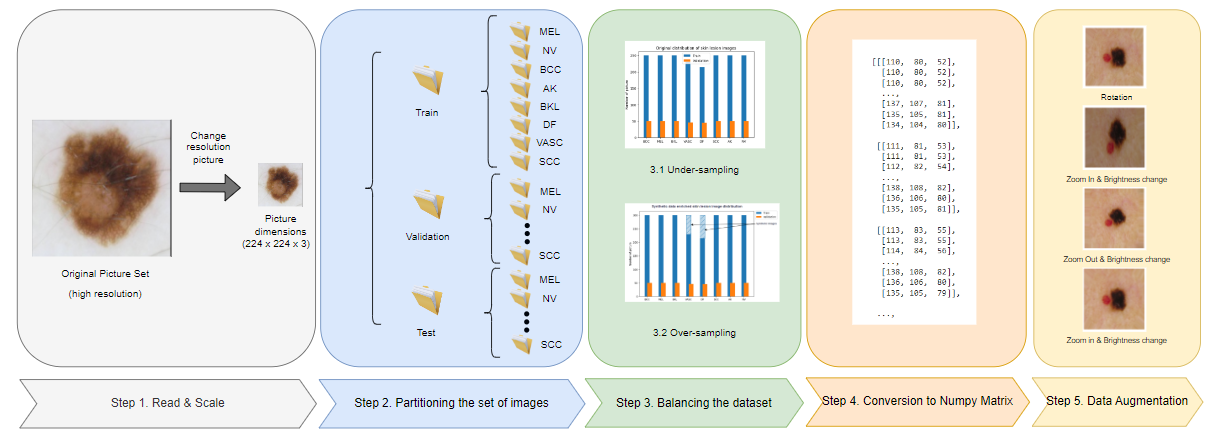 Change
resolution
picture
Picture
dimensions
(224 x 224 x 3)
Original Picture Set
(high resolution)
Train
MEL
NV
BCC
AK
BKL
DF
VASC
SCC
Validation
MEL
NV
SCC
Test
MEL
NV
SCC
Original distribution of skin lesion images
3.1 Under-sampling
3.2 Over-sampling
[[[110, 80, 52],
[110, 80, 52],
[110, 80, 52],
...,
[137, 107, 81],
[135, 105, 81],
[134, 104, 80]],
[[111, 81, 53],
[111, 81, 53],
[112, 82, 54],
...,
[138, 108, 82],
[136, 106, 80],
[135, 105, 81]],
[[113, 83, 55],
[113, 83, 55],
[114, 84, 56],
...,
[138, 108, 82],
[136, 106, 80],
[135, 105, 79]],
...,
Rotation
Zoom In & Brightness change
Zoom Out & Brightness change
Zoom in & Brightness change
Step 1. Read & Scale
Step 2. Partitioning the set of images
Step 3. Balancing the dataset
Step 4. Conversion to Numpy Matrix
Step 5. Data Augmentation